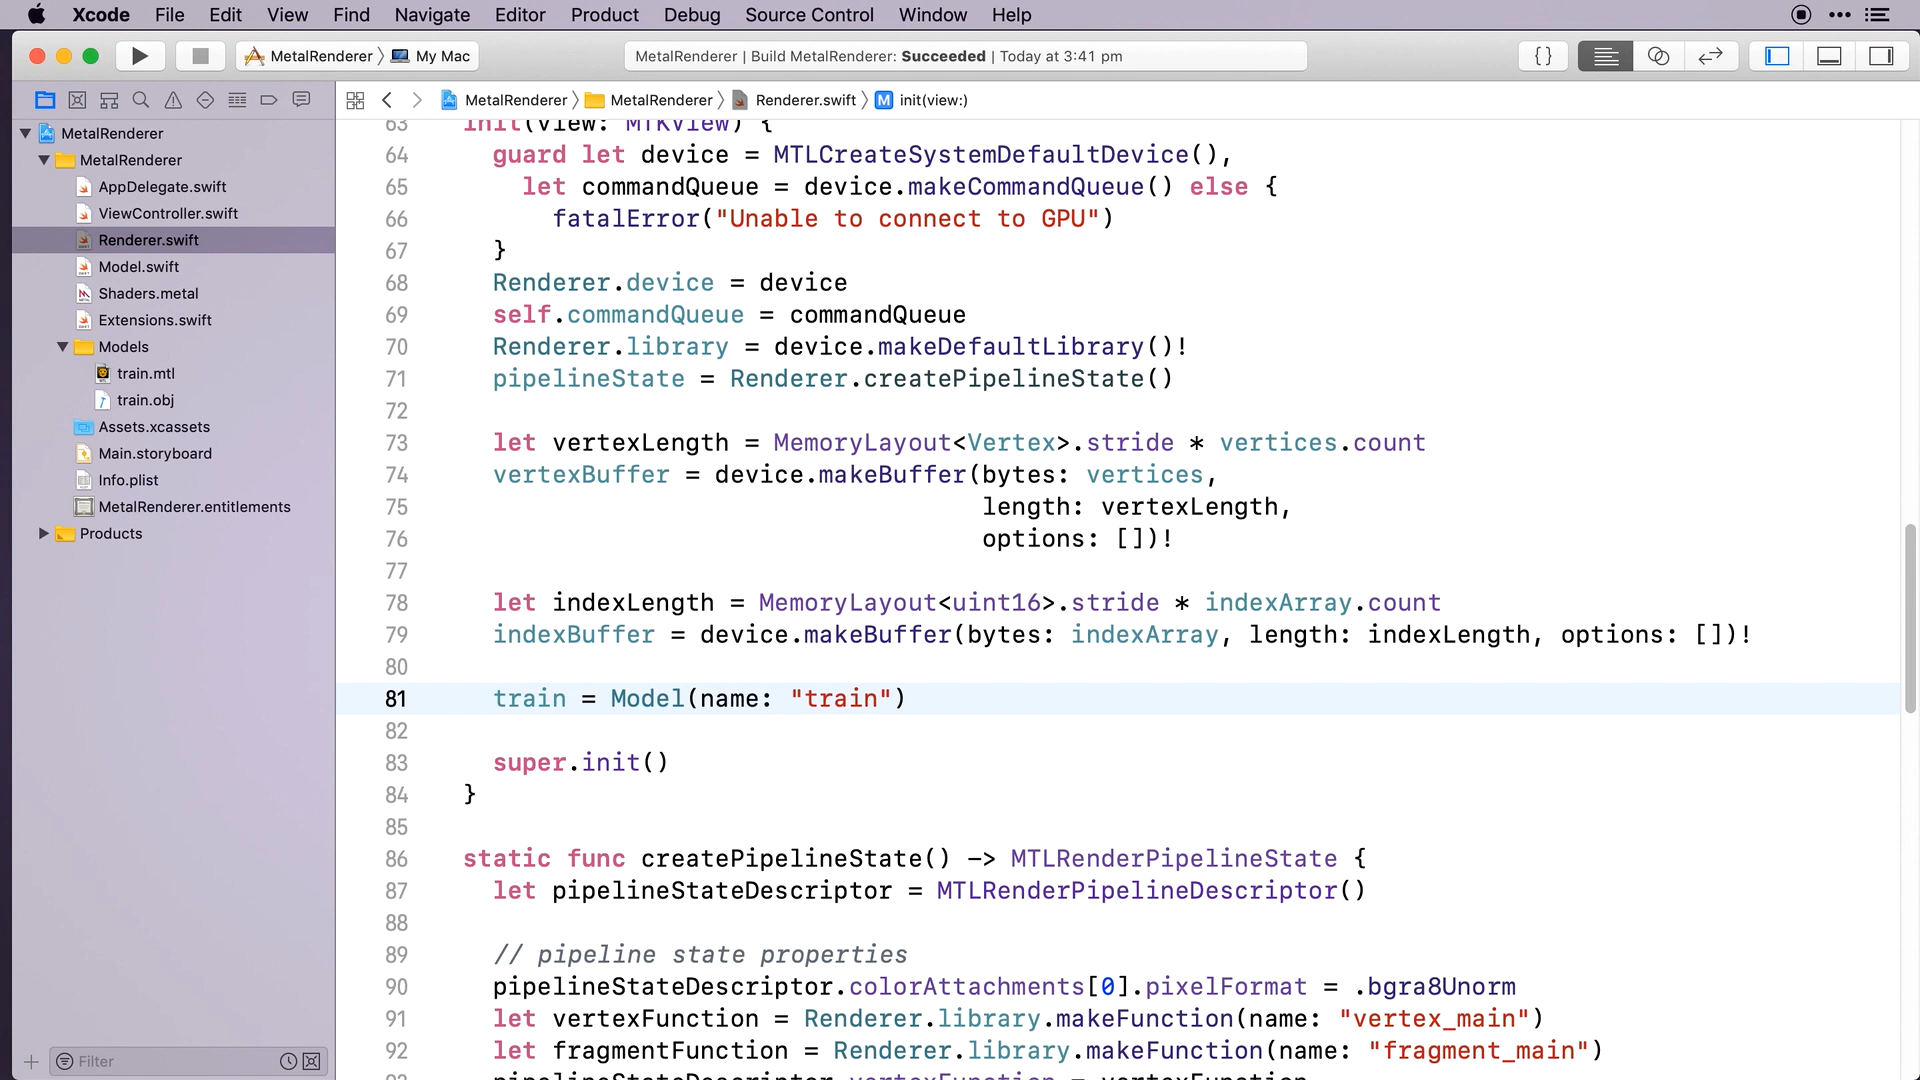 Xcode File Edit View Find Navigate Editor Product Debug Source Control Window Help
MetalRenderer My Mac MetalRenderer | Build MetalRenderer: Succeeded | Today at 3:41 pm {}
MetalRenderer MetalRenderer Renderer.swift M init(view:)
MetalRenderer
MetalRenderer
AppDelegate.swift
ViewController.swift
Renderer.swift
Model.swift
Shaders.metal
Extensions.swift
Models
train.mtl
train.obj
Assets.xcassets
Main.storyboard
Info.plist
MetalRenderer.entitlements
Products
Filter
63 init(view: MTKView) {
64 guard let device = MTLCreateSystemDefaultDevice(),
65 let commandQueue = device.makeCommandQueue() else {
66 fatalError("Unable to connect to GPU")
67 }
68 Renderer.device = device
69 self.commandQueue = commandQueue
70 Renderer.library = device.makeDefaultLibrary()!
71 pipelineState = Renderer.createPipelineState()
72
73 let vertexLength = MemoryLayout<Vertex>.stride * vertices.count
74 vertexBuffer = device.makeBuffer(bytes: vertices,
75 length: vertexLength,
76 options: [])!
77
78 let indexLength = MemoryLayout<uint16>.stride * indexArray.count
79 indexBuffer = device.makeBuffer(bytes: indexArray, length: indexLength, options: [])!
80
81 train = Model(name: "train")
82
83 super.init()
84 }
85
86 static func createPipelineState() -> MTLRenderPipelineState {
87 let pipelineStateDescriptor = MTLRenderPipelineDescriptor()
88
89 // pipeline state properties
90 pipelineStateDescriptor.colorAttachments[0].pixelFormat = .bgra8Unorm
91 let vertexFunction = Renderer.library.makeFunction(name: "vertex_main")
92 let fragmentFunction = Renderer.library.makeFunction(name: "fragment_main")
93 pipelineStateDescriptor.vertexFunction = vertexFunction